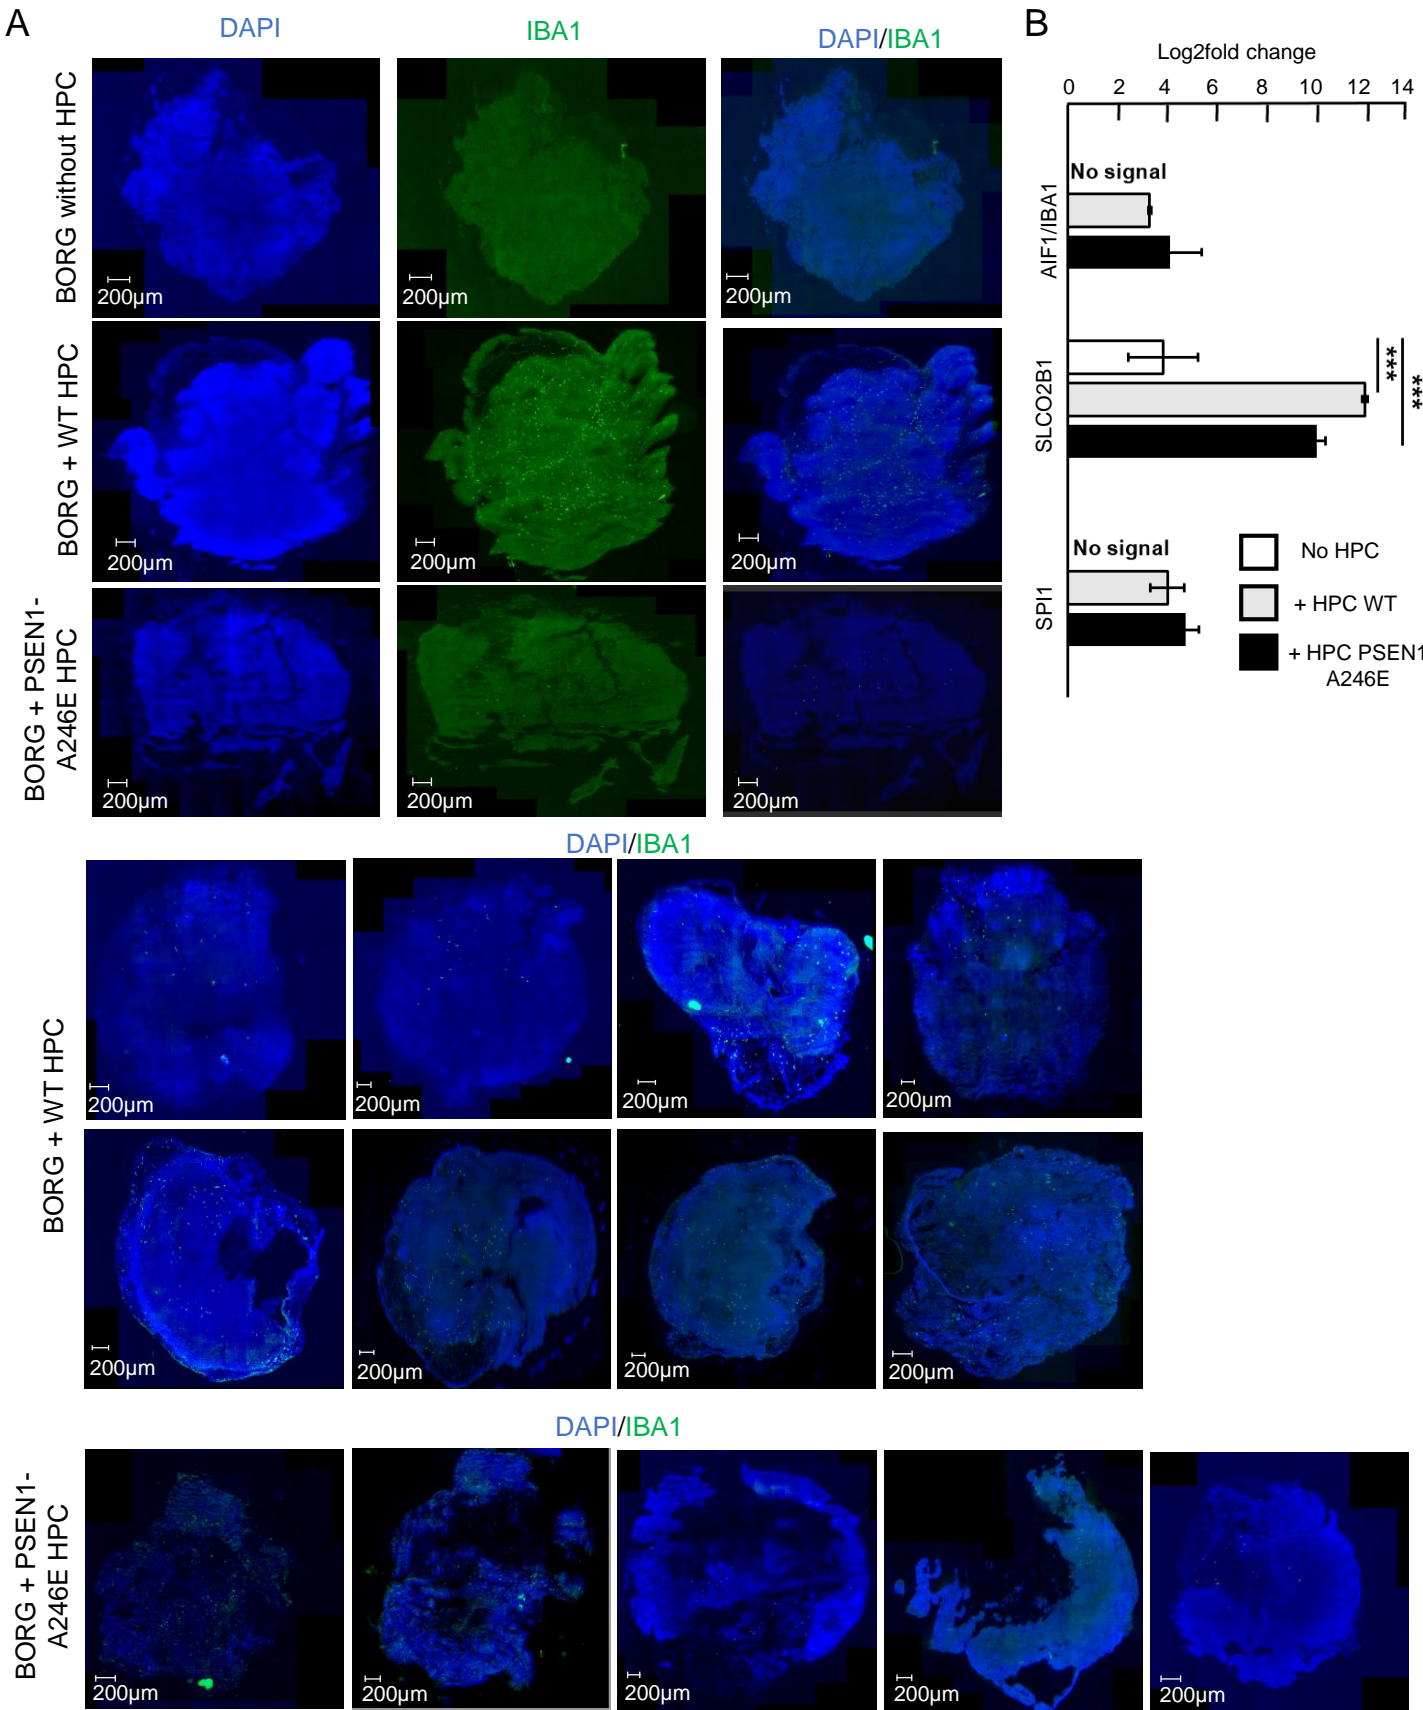 A
DAPI
IBA1
DAPI/IBA1
BORG without HPC
200µm
200µm
200µm
BORG + WT HPC
200µm
200µm
200µm
BORG + PSEN1-
A246E HPC
200µm
200µm
200µm
B
Log2fold change
0 2 4 6 8 10 12 14
AIF1/IBA1
No signal
SLCO2B1
***
***
SPI1
No signal
No HPC
+ HPC WT
+ HPC PSEN1
A246E
DAPI/IBA1
BORG + WT HPC
200µm
200µm
200µm
200µm
200µm
200µm
200µm
200µm
DAPI/IBA1
BORG + PSEN1-
A246E HPC
200µm
200µm
200µm
200µm
200µm